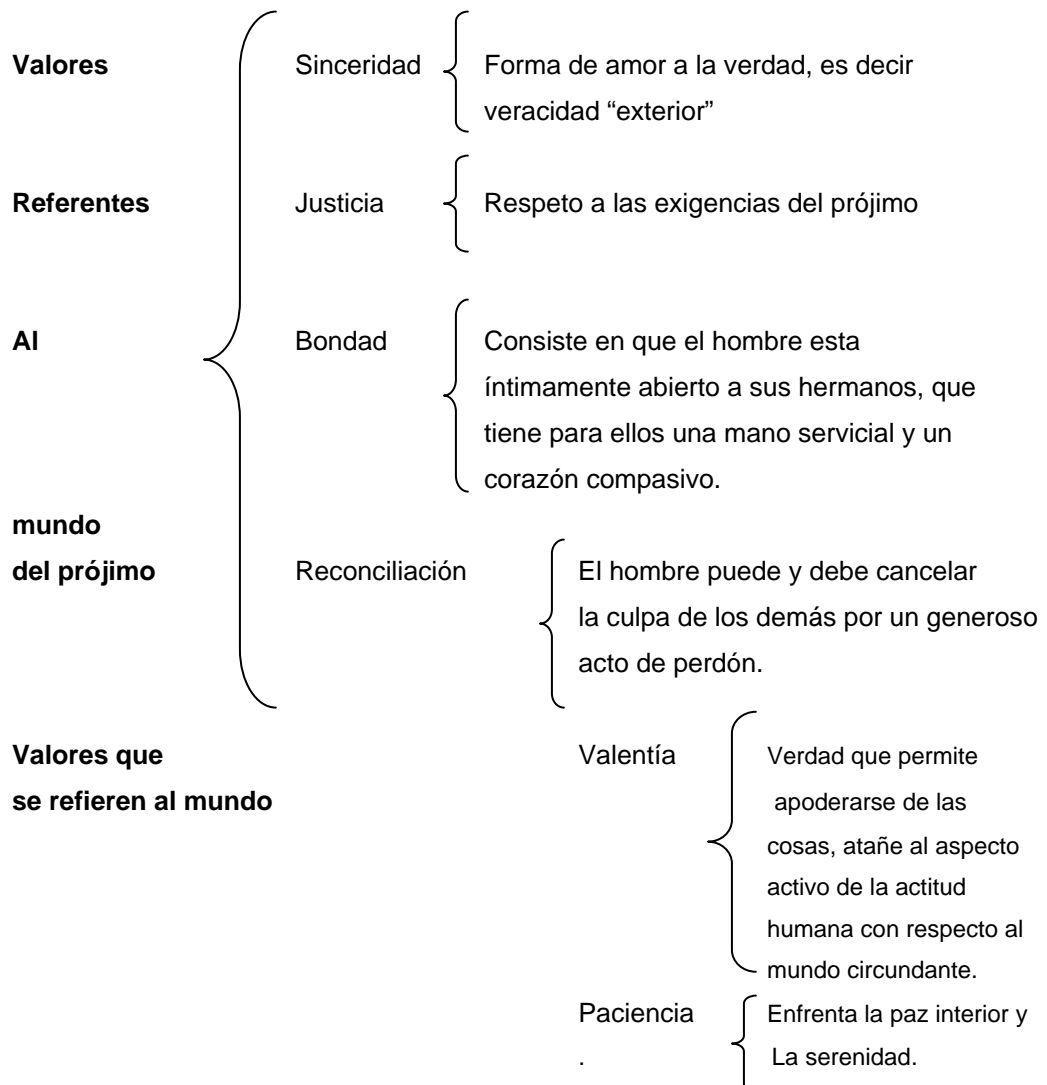 Valores Sinceridad Forma de amor a la verdad, es decir
veracidad “exterior”
Referentes Justicia Respeto a las exigencias del prójimo
Al Bondad Consiste en que el hombre esta
íntimamente abierto a sus hermanos, que
tiene para ellos una mano servicial y un
corazón compasivo.
mundo
del prójimo Reconciliación El hombre puede y debe cancelar
la culpa de los demás por un generoso
acto de perdón.
Valores que Valentía Verdad que permite
se refieren al mundo apoderarse de las
cosas, atañe al aspecto
activo de la actitud
humana con respecto al
mundo circundante.
Paciencia Enfrenta la paz interior y
. La serenidad.